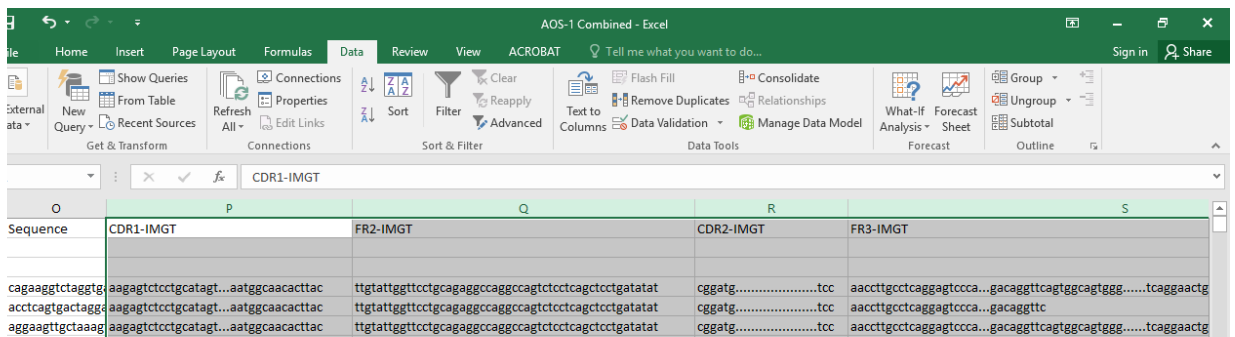 AOS-1 Combined - Excel
Home Insert Page Layout Formulas Data Review View ACROBAT Tell me what you want to do... Sign in Share
Show Queries Connections Clear Flash Fill Consolidate Group
From Table Properties Reapply Remove Duplicates Relationships Ungroup
Recent Sources Edit Links Advanced Data Validation Manage Data Model Subtotal
New Query Refresh All Sort Filter Text to Columns What-If Analysis Forecast Sheet
Get & Transform Connections Sort & Filter Data Tools Forecast Outline
fx CDR1-IMGT
O P Q R S
Sequence CDR1-IMGT FR2-IMGT CDR2-IMGT FR3-IMGT
cagaaggtctaggtg aagagtctcctgcatagt...aatggcaacacttac ttgtattggttcctgcagaggccaggccagtctcctcagctcctgatatat cggatg.....................tcc aaccttgcctcaggagtccca...gacaggttcagtggcagtggg......tcaggaactg
acctcagtgactagg aagagtctcctgcatagt...aatggcaacacttac ttgtattggttcctgcagaggccaggccagtctcctcagctcctgatatat cggatg.....................tcc aaccttgcctcaggagtccca...gacaggttc
aggaagttgctaaag aagagtctcctgcatagt...aatggcaacacttac ttgtattggttcctgcagaggccaggccagtctcctcagctcctgatatat cggatg.....................tcc aaccttgcctcaggagtccca...gacaggttcagtggcagtggg......tcaggaactg